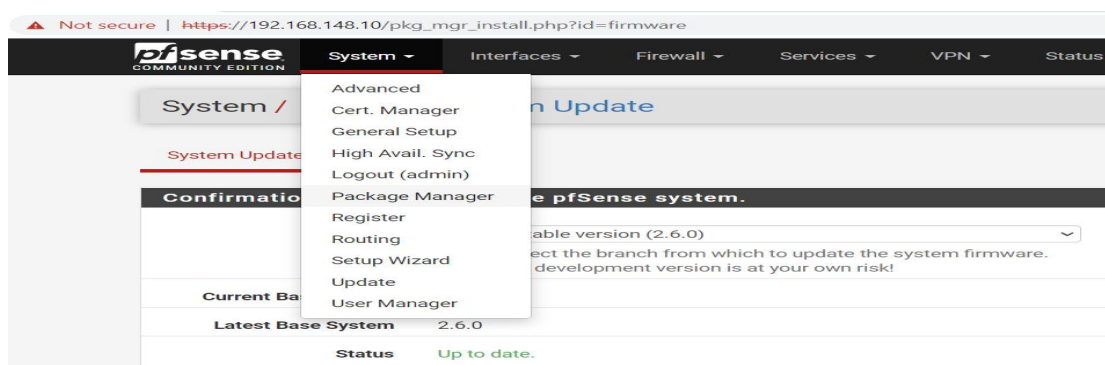 Not secure | https://192.168.148.10/pkg_mgr_install.php?id=firmware
pfsense COMMUNITY EDITION System Interfaces Firewall Services VPN Status
System / Update
System Update
Advanced
Cert. Manager
General Setup
High Avail. Sync
Logout (admin)
Package Manager
Register
Routing
Setup Wizard
Update
User Manager
pfSense system.
version (2.6.0)
the branch from which to update the system firmware.
development version is at your own risk!
Current
Latest Base System 2.6.0
Status Up to date.